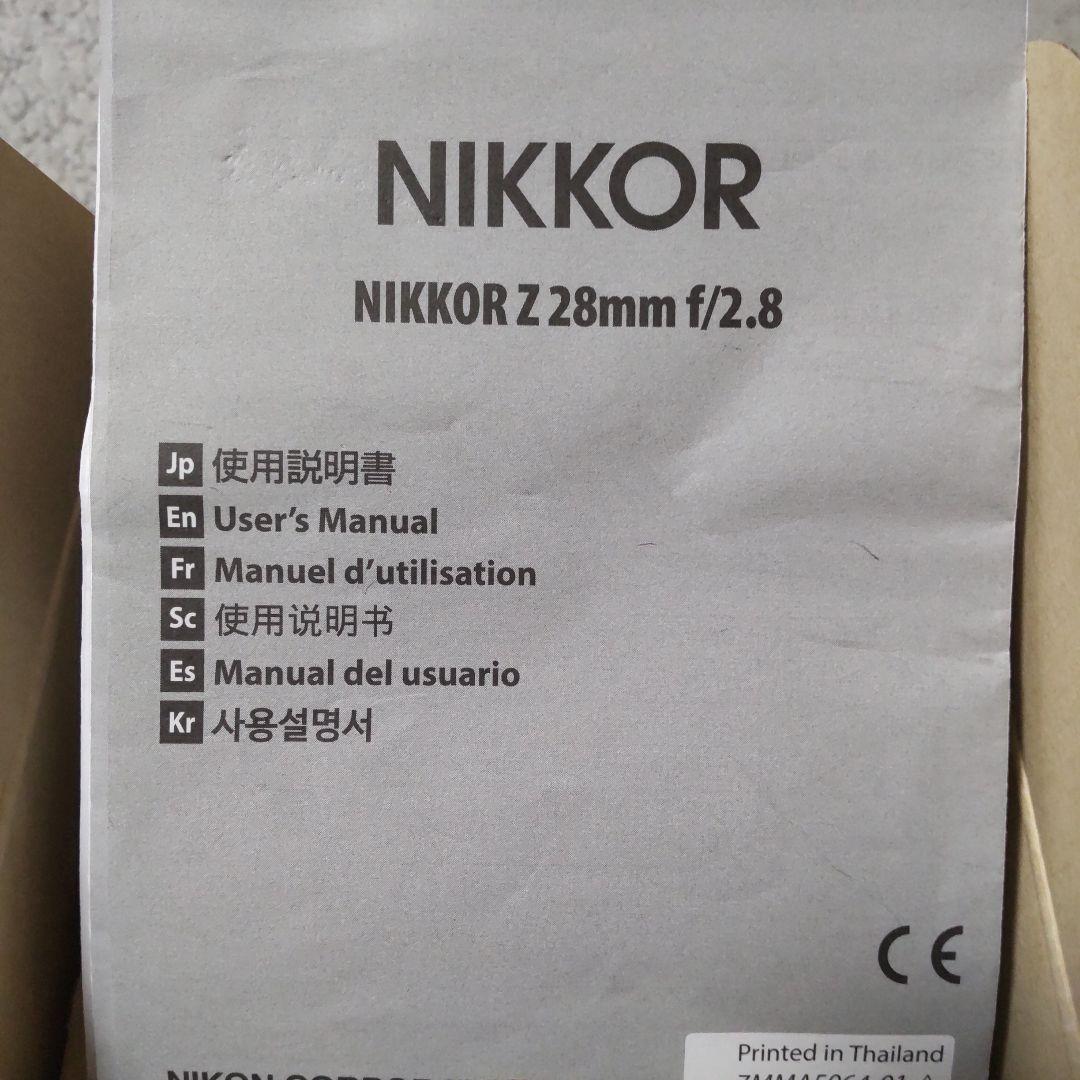 NIKKOR
NIKKOR Z 28mm f/2.8
Jp 使用説明書
En User's Manual
Fr Manuel d'utilisation
Sc 使用说明书
Es Manual del usuario
Kr 사용설명서
CE
Printed in Thailand
NIKON